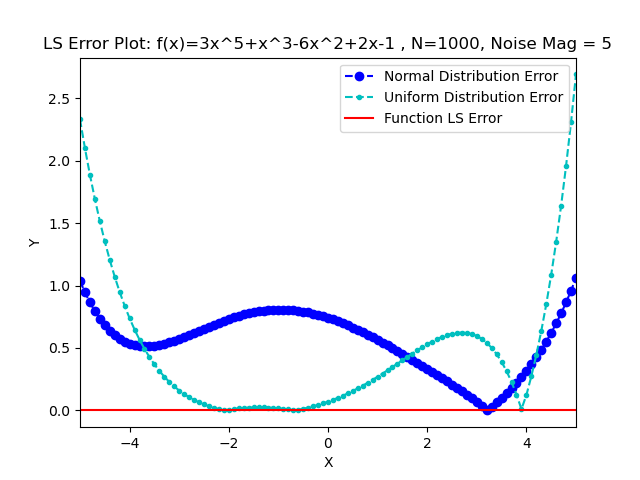 LS Error Plot: f(x)=3x^5+x^3-6x^2+2x-1 , N=1000, Noise Mag = 5
Normal Distribution Error
Uniform Distribution Error
Function LS Error
Y
2.5
2.0
1.5
1.0
0.5
0.0
−4 −2 0 2 4
X